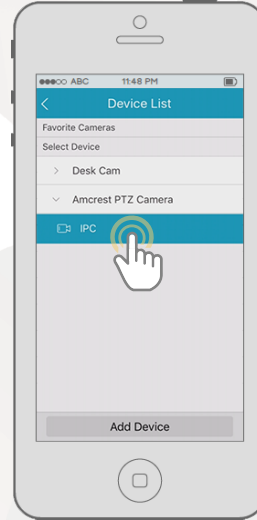 ABC 11:48 PM
Device List
Favorite Cameras
Select Device
Desk Cam
Amcrest PTZ Camera
IPC
Add Device